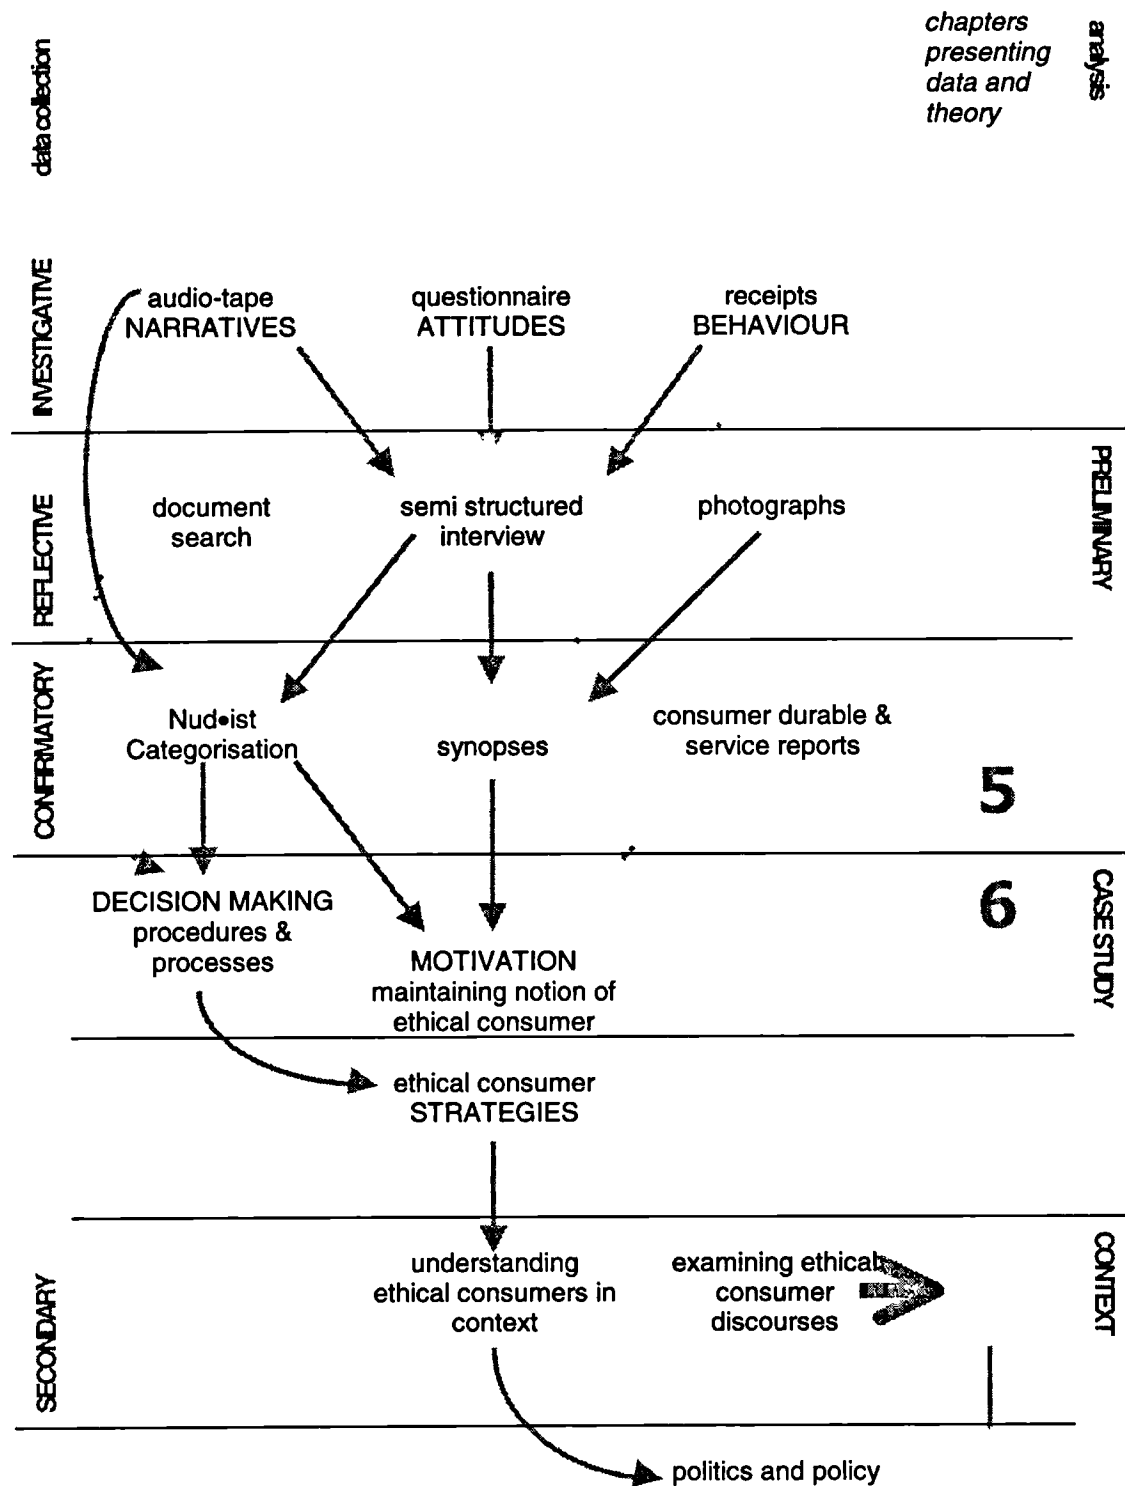 data collection
chapters
presenting
data and
theory
analysis
INVESTIGATIVE
audio-tape
NARRATIVES
questionnaire
ATTITUDES
receipts
BEHAVIOUR
REFLECTIVE
document
search
semi structured
interview
photographs
PRELIMINARY
CONFIRMATORY
Nud•ist
Categorisation
synopses
consumer durable &
service reports
5
DECISION MAKING
procedures &
processes
MOTIVATION
maintaining notion of
ethical consumer
6
CASE STUDY
ethical consumer
STRATEGIES
SECONDARY
understanding
ethical consumers in
context
examining ethical
consumer
discourses
CONTEXT
politics and policy